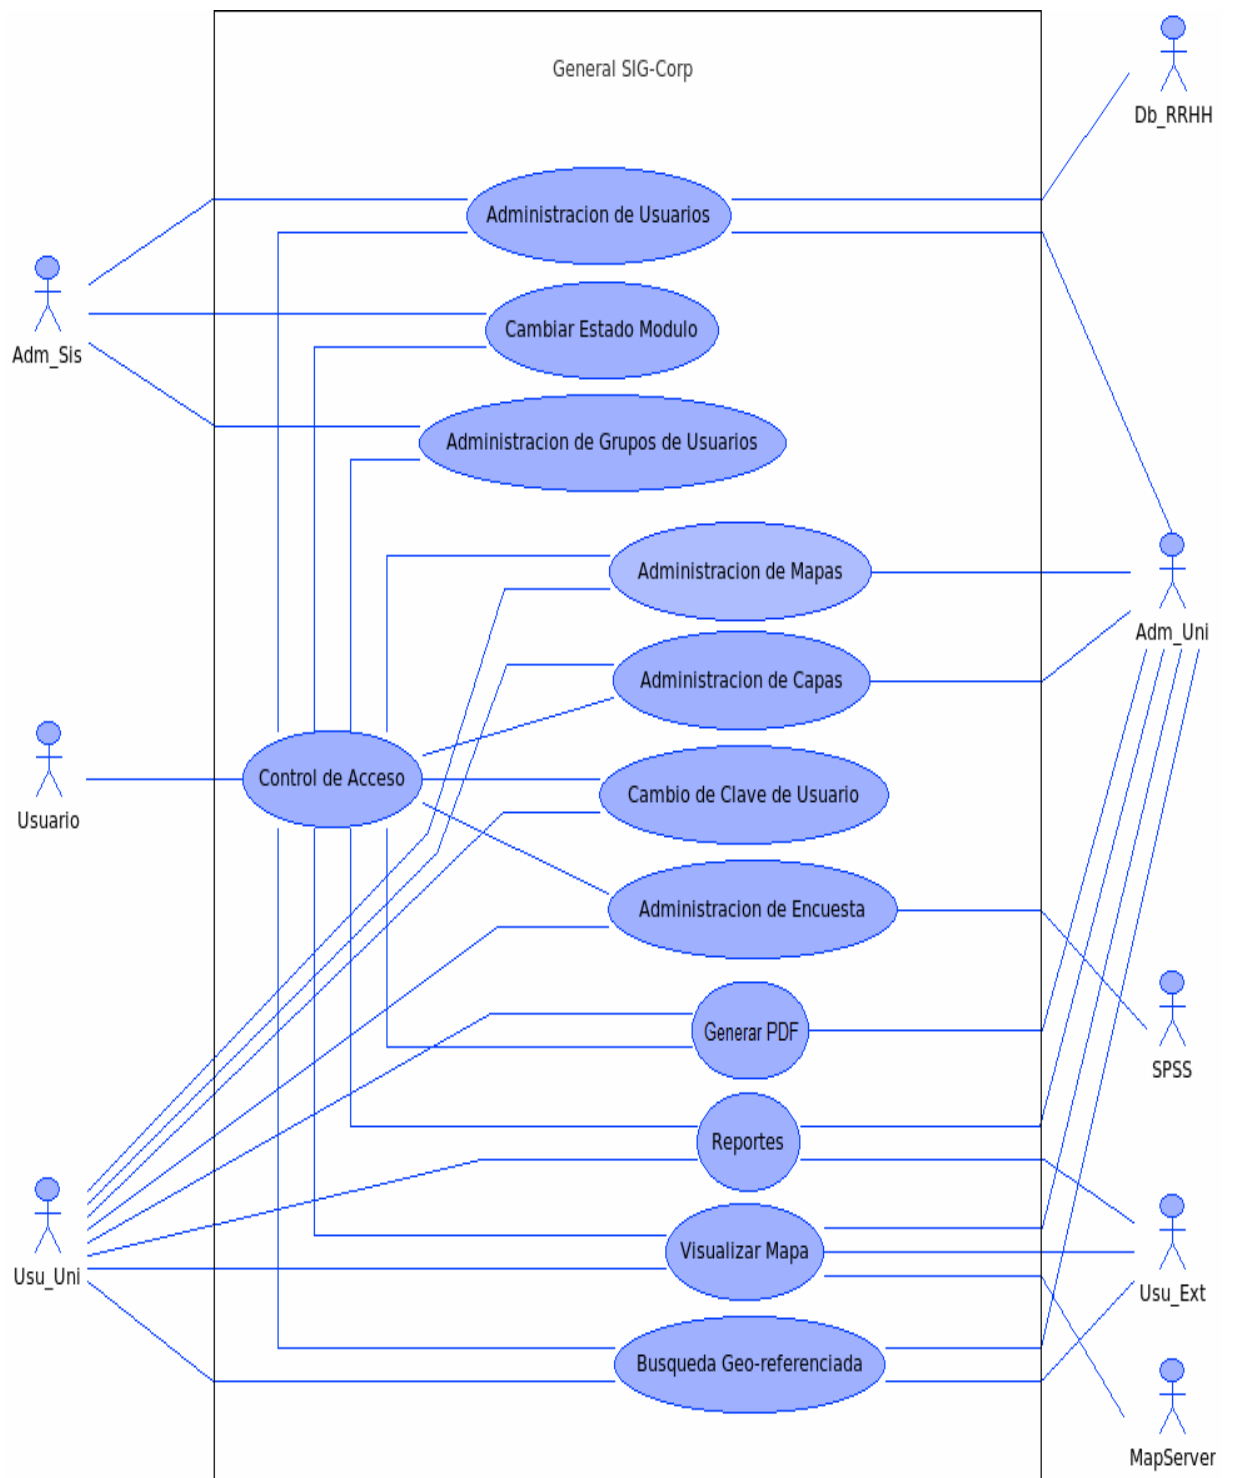 General SIG-Corp
Db_RRHH
Administracion de Usuarios
Cambiar Estado Modulo
Adm_Sis
Administracion de Grupos de Usuarios
Administracion de Mapas
Adm_Uni
Administracion de Capas
Control de Acceso
Cambio de Clave de Usuario
Usuario
Administracion de Encuesta
Generar PDF
SPSS
Reportes
Visualizar Mapa
Usu_Uni
Usu_Ext
Busqueda Geo-referenciada
MapServer